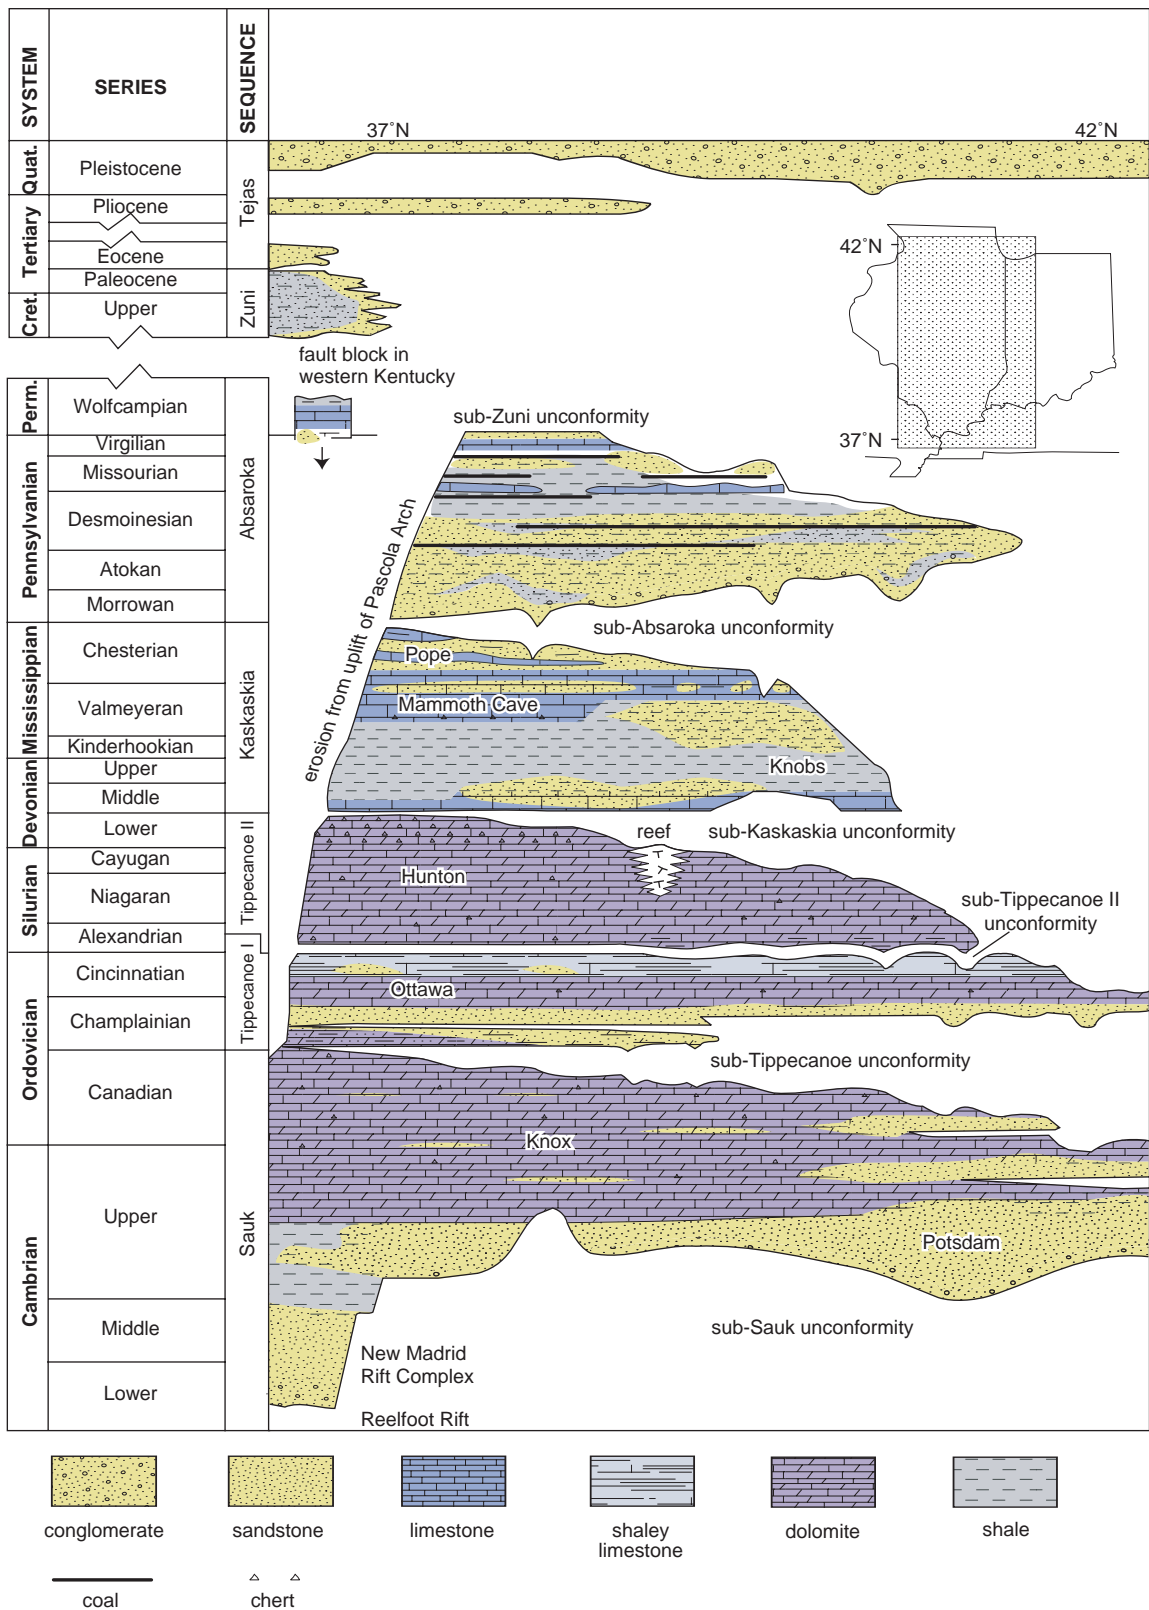 SYSTEM
SERIES
SEQUENCE
37°N
42°N
Quat.
Pleistocene
Tejas
Tertiary
Pliocene
Eocene
Paleocene
Zuni
Cret.
Upper
42°N
37°N
fault block in
western Kentucky
Perm.
Wolfcampian
sub-Zuni unconformity
Absaroka
Pennsylvanian
Virgilian
Missourian
Desmoinesian
Atokan
Morrowan
erosion from uplift of Pascola Arch
sub-Absaroka unconformity
Mississippian
Chesterian
Pope
Kaskaskia
Valmeyeran
Mammoth Cave
Kinderhookian
Devonian
Upper
Knobs
Middle
Lower
Tippecanoe II
reef
sub-Kaskaskia unconformity
Silurian
Cayugan
Hunton
Niagaran
sub-Tippecanoe II
unconformity
Alexandrian
Tippecanoe I
Ordovician
Cincinnatian
Ottawa
Champlainian
sub-Tippecanoe unconformity
Canadian
Knox
Cambrian
Upper
Sauk
Potsdam
Middle
sub-Sauk unconformity
New Madrid
Rift Complex
Lower
Reelfoot Rift
conglomerate
sandstone
limestone
shaley
limestone
dolomite
shale
coal
chert